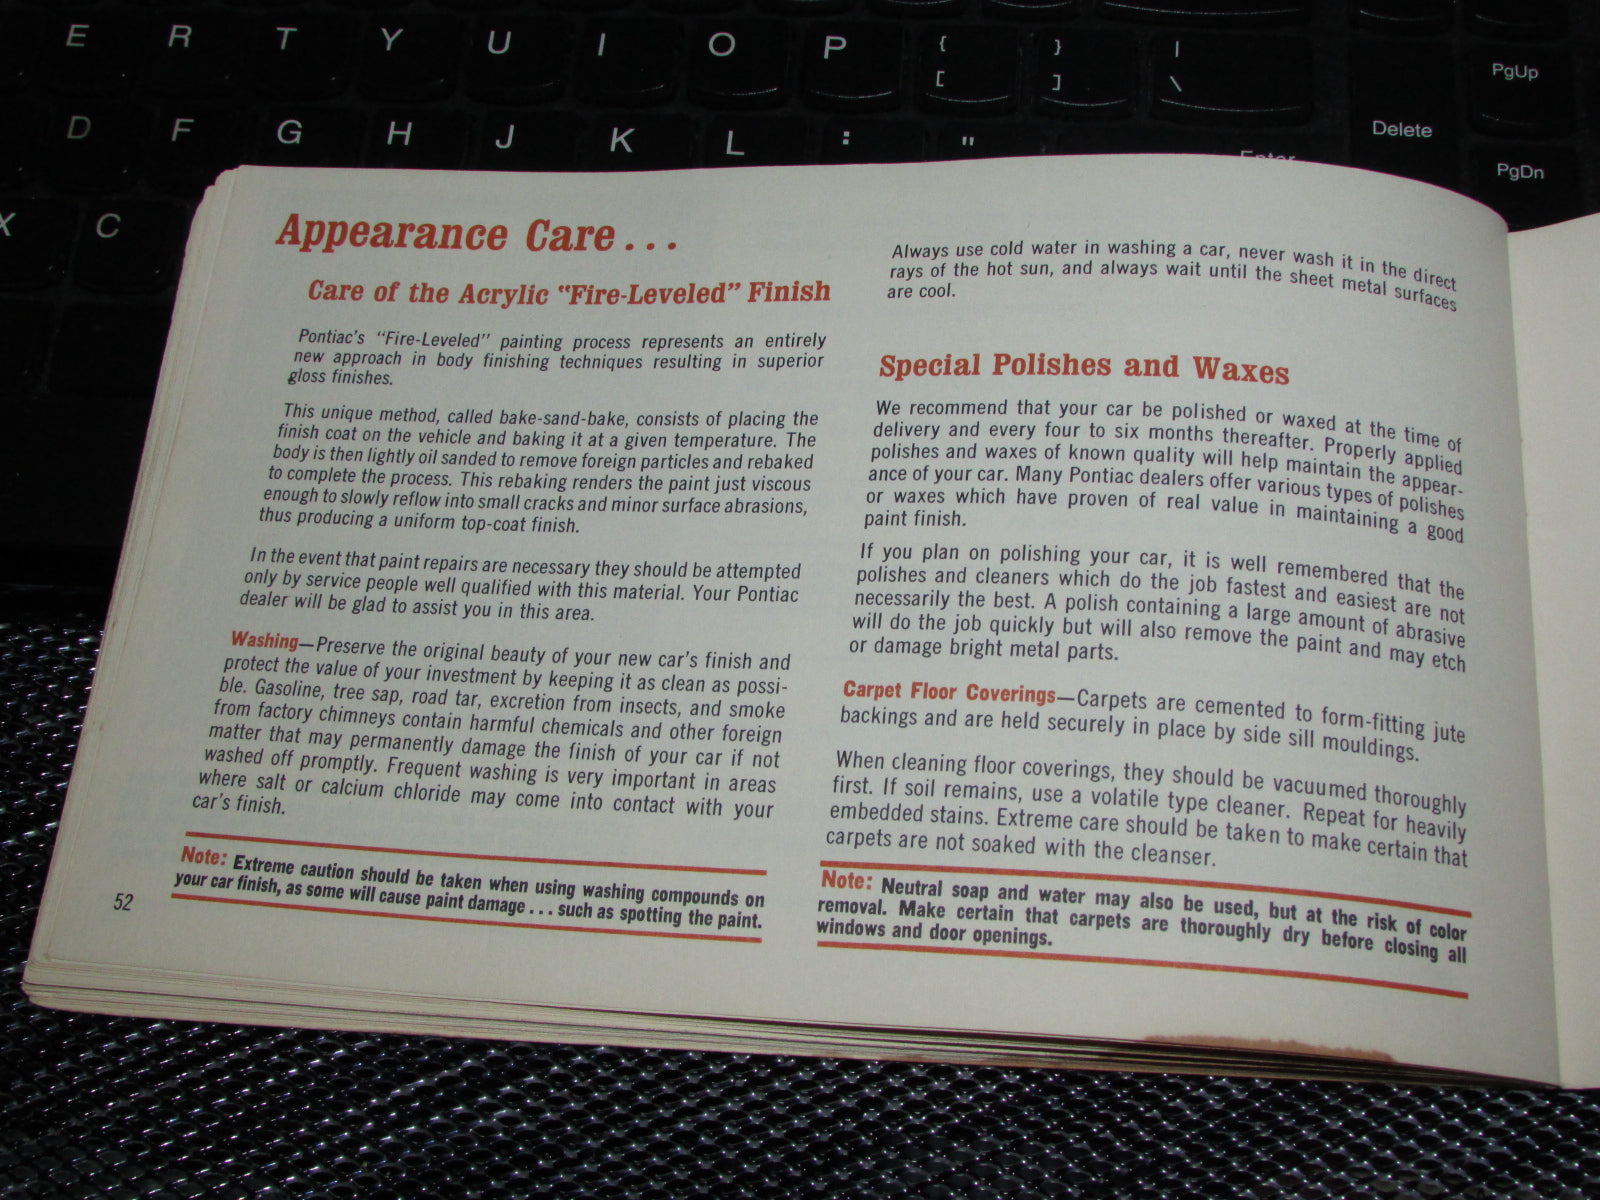 E R T Y U I O P { } |
[ ] \
PgUp
D F G H J K L : "
Delete
Enter
PgDn
X C
Appearance Care...
Care of the Acrylic “Fire-Leveled” Finish
Pontiac's “Fire-Leveled” painting process represents an entirely
new approach in body finishing techniques resulting in superior
gloss finishes.
This unique method, called bake-sand-bake, consists of placing the
finish coat on the vehicle and baking it at a given temperature. The
body is then lightly oil sanded to remove foreign particles and rebaked
to complete the process. This rebaking renders the paint just viscous
enough to slowly reflow into small cracks and minor surface abrasions,
thus producing a uniform top-coat finish.
In the event that paint repairs are necessary they should be attempted
only by service people well qualified with this material. Your Pontiac
dealer will be glad to assist you in this area.
Washing—Preserve the original beauty of your new car's finish and
protect the value of your investment by keeping it as clean as possi-
ble. Gasoline, tree sap, road tar, excretion from insects, and smoke
from factory chimneys contain harmful chemicals and other foreign
matter that may permanently damage the finish of your car if not
washed off promptly. Frequent washing is very important in areas
where salt or calcium chloride may come into contact with your
car's finish.
Note: Extreme caution should be taken when using washing compounds on
your car finish, as some will cause paint damage...such as spotting the paint.
52
Always use cold water in washing a car, never wash it in the direct
rays of the hot sun, and always wait until the sheet metal surfaces
are cool.
Special Polishes and Waxes
We recommend that your car be polished or waxed at the time of
delivery and every four to six months thereafter. Properly applied
polishes and waxes of known quality will help maintain the appear-
ance of your car. Many Pontiac dealers offer various types of polishes
or waxes which have proven of real value in maintaining a good
paint finish.
If you plan on polishing your car, it is well remembered that the
polishes and cleaners which do the job fastest and easiest are not
necessarily the best. A polish containing a large amount of abrasive
will do the job quickly but will also remove the paint and may etch
or damage bright metal parts.
Carpet Floor Coverings—Carpets are cemented to form-fitting jute
backings and are held securely in place by side sill mouldings.
When cleaning floor coverings, they should be vacuumed thoroughly
first. If soil remains, use a volatile type cleaner. Repeat for heavily
embedded stains. Extreme care should be taken to make certain that
carpets are not soaked with the cleanser.
Note: Neutral soap and water may also be used, but at the risk of color
removal. Make certain that carpets are thoroughly dry before closing all
windows and door openings.